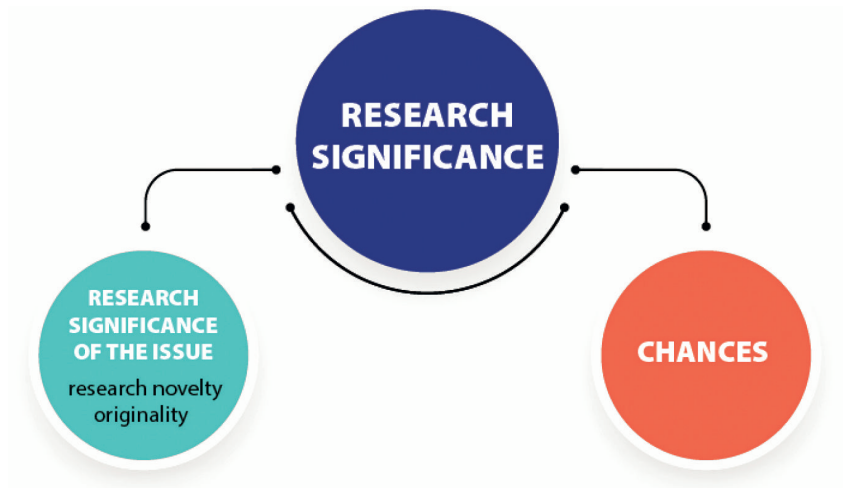 RESEARCH
SIGNIFICANCE
RESEARCH
SIGNIFICANCE
OF THE ISSUE
research novelty
originality
CHANCES